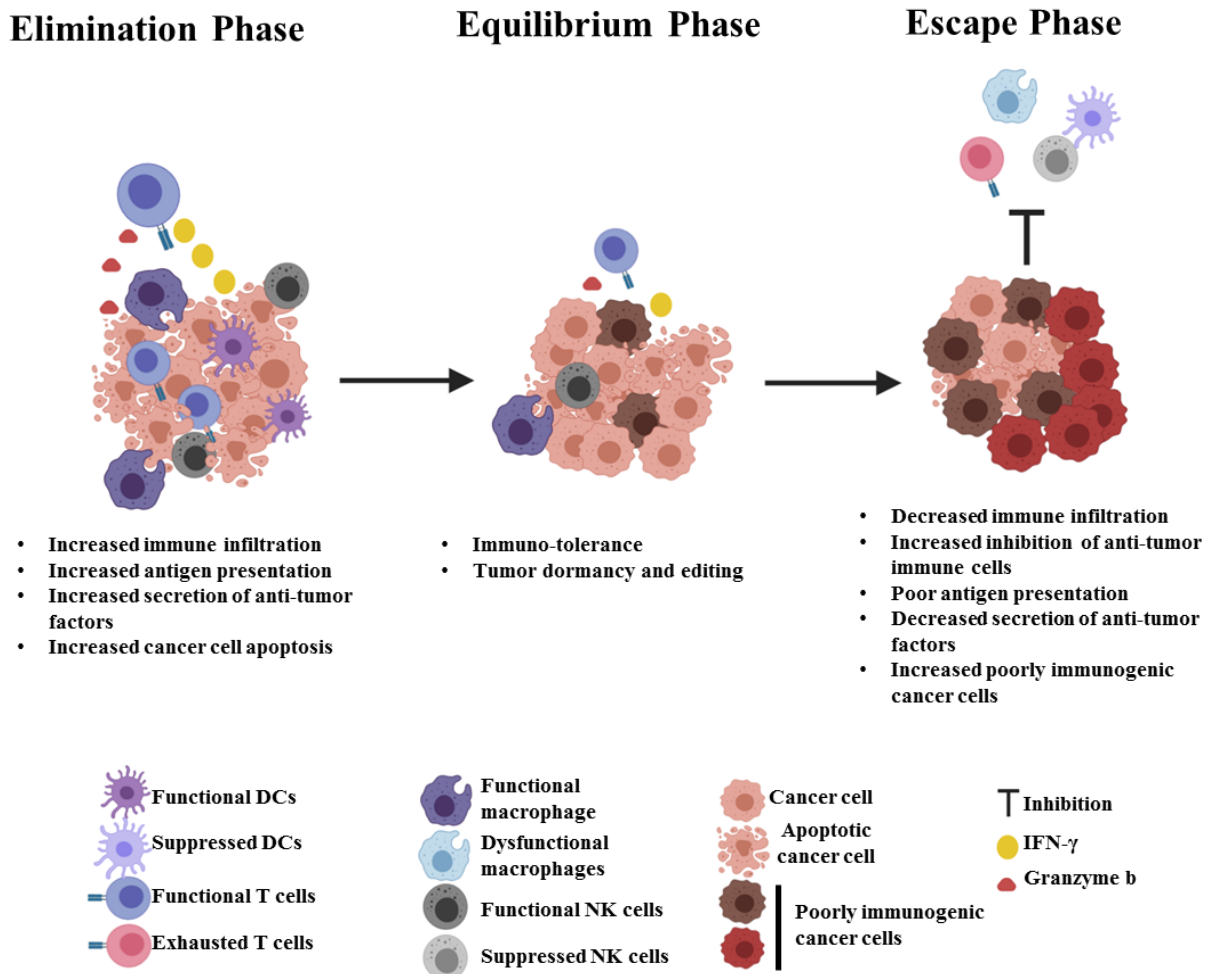 Elimination Phase
Equilibrium Phase
Escape Phase
• Increased immune infiltration
• Increased antigen presentation
• Increased secretion of anti-tumor
factors
• Increased cancer cell apoptosis
• Immuno-tolerance
• Tumor dormancy and editing
• Decreased immune infiltration
• Increased inhibition of anti-tumor
immune cells
• Poor antigen presentation
• Decreased secretion of anti-tumor
factors
• Increased poorly immunogenic
cancer cells
Functional DCs
Suppressed DCs
Functional T cells
Exhausted T cells
Functional
macrophage
Dysfunctional
macrophages
Functional NK cells
Suppressed NK cells
Cancer cell
Apoptotic
cancer cell
Poorly immunogenic
cancer cells
Inhibition
IFN-γ
Granzyme b